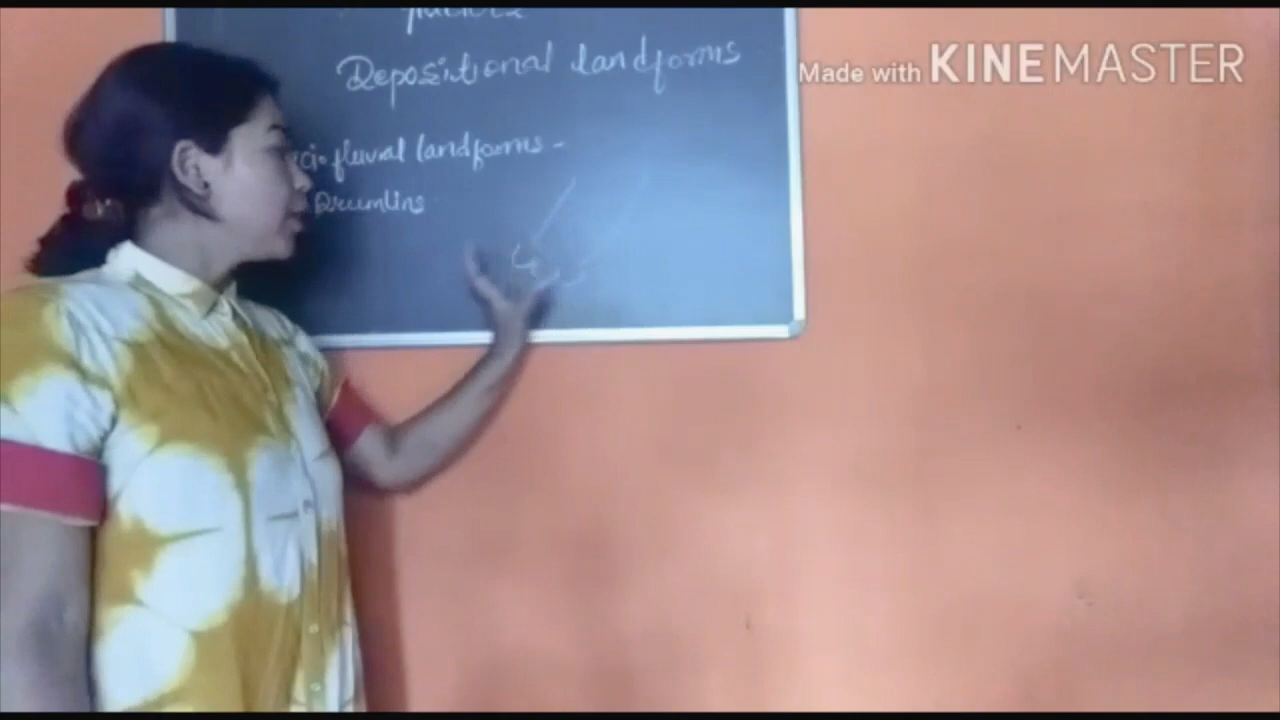 Depositional landforms
Made with KINEMASTER
fluvial landforms -
Drumlins